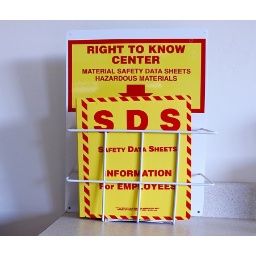 RIGHT TO KNOW
CENTER
MATERIAL SAFETY DATA SHEETS
HAZARDOUS MATERIALS
SDS
SAFETY DATA SHEETS
INFORMATION
For EMPLOYEES